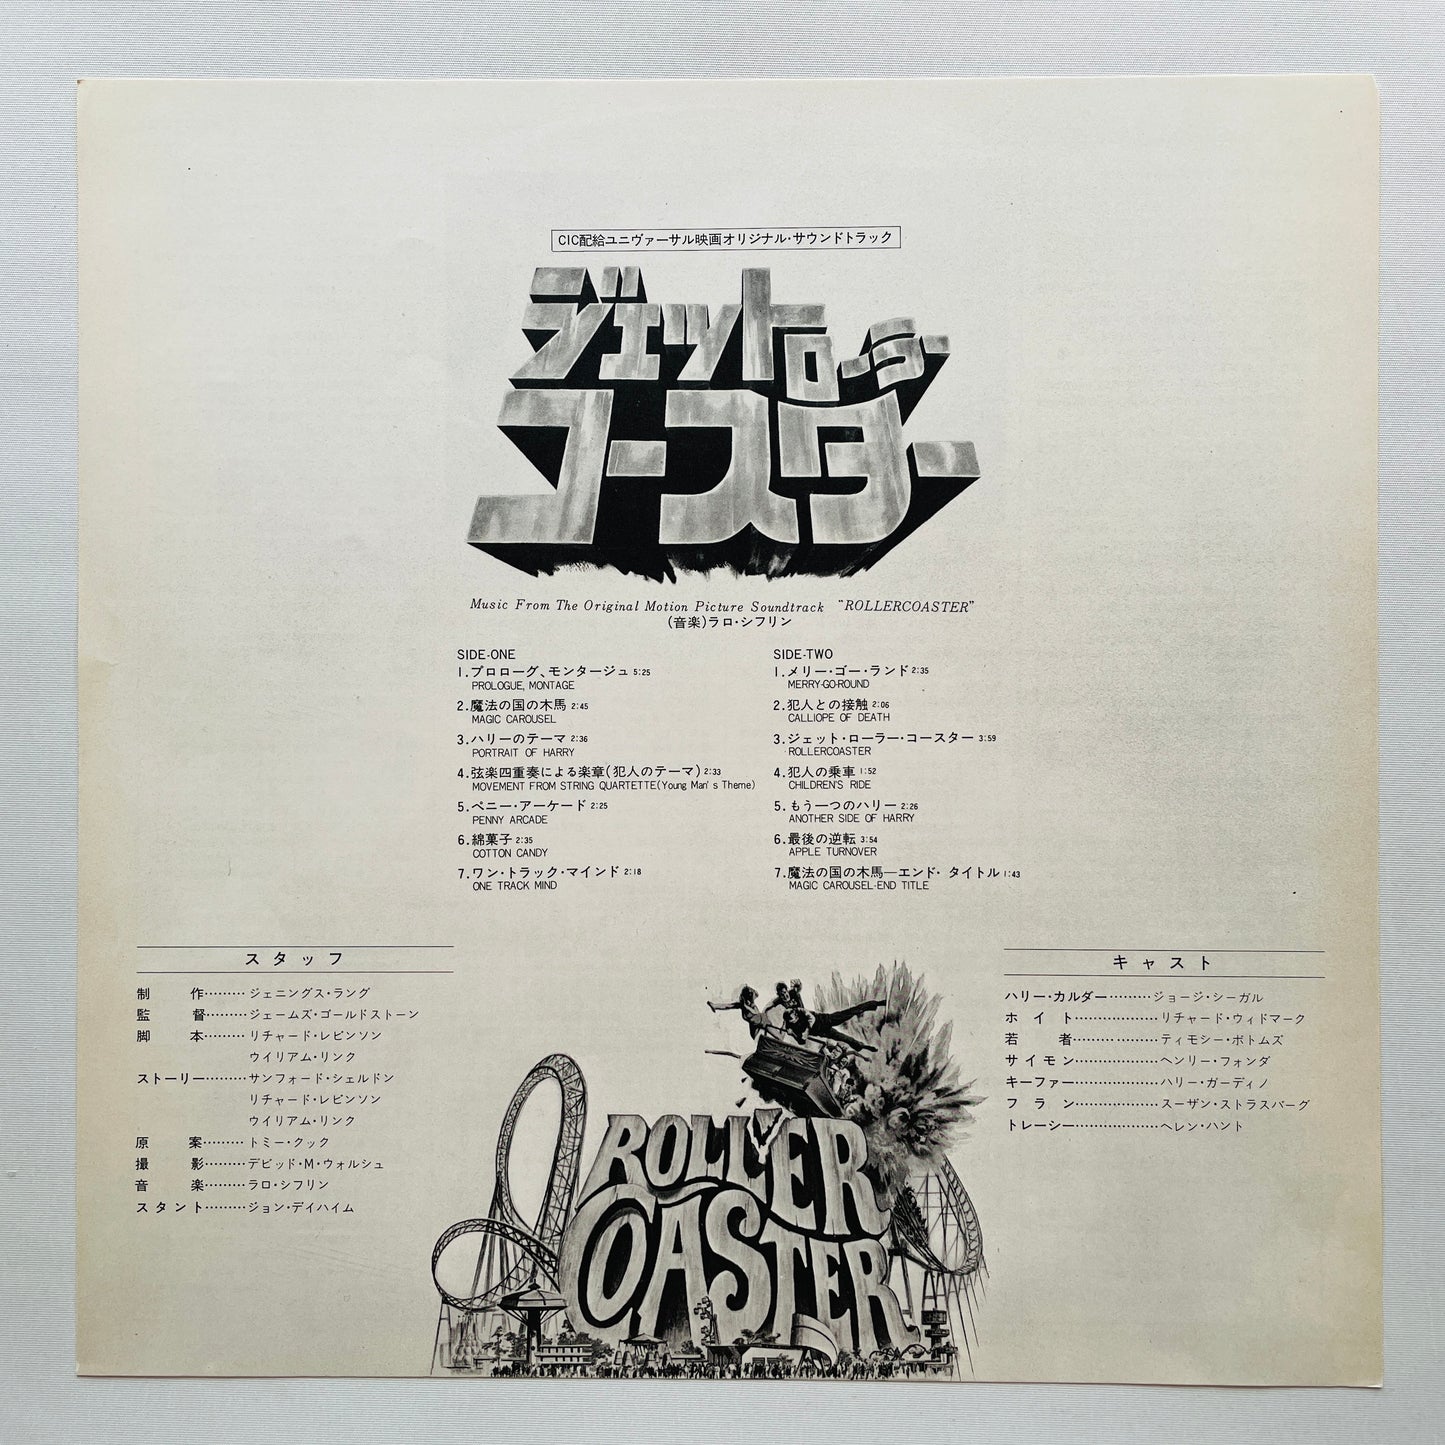 CIC配給ユニヴァーサル映画オリジナル・サウンドトラック
ジェットローラー
コースター
Music From The Original Motion Picture Soundtrack “ROLLERCOASTER”
(音楽)ラロ・シフリン
SIDE-ONE
1.プロローグ、モンタージュ 5:25
PROLOGUE, MONTAGE
2.魔法の国の木馬 2:45
MAGIC CAROUSEL
3.ハリーのテーマ 2:36
PORTRAIT OF HARRY
4.弦楽四重奏による楽章(犯人のテーマ) 2:33
MOVEMENT FROM STRING QUARTETTE(Young Man's Theme)
5.ペニー・アーケード 2:25
PENNY ARCADE
6.綿菓子 2:35
COTTON CANDY
7.ワン・トラック・マインド 2:18
ONE TRACK MIND
SIDE-TWO
1.メリー・ゴー・ランド 2:35
MERRY-GO-ROUND
2.犯人との接触 2:06
CALLIOPE OF DEATH
3.ジェット・ローラー・コースター 3:59
ROLLERCOASTER
4.犯人の乗車 1:52
CHILDREN'S RIDE
5.もう一つのハリー 2:26
ANOTHER SIDE OF HARRY
6.最後の逆転 3:54
APPLE TURNOVER
7.魔法の国の木馬—エンド・タイトル 1:43
MAGIC CAROUSEL-END TITLE
スタッフ
制作………ジェニングス・ラング
監督………ジェームズ・ゴールドストーン
脚本………リチャード・レビンソン
ウイリアム・リンク
ストーリー………サンフォード・シェルドン
リチャード・レビンソン
ウイリアム・リンク
原案………トミー・クック
撮影………デビッド・M・ウォルシュ
音楽………ラロ・シフリン
スタント………ジョン・デイハイム
キャスト
ハリー・カルダー………ジョージ・シーガル
ホイト………………リチャード・ウィドマーク
若者………………ティモシー・ボトムズ
サイモン………………ヘンリー・フォンダ
キーファー………………ハリー・ガーディノ
フラン………………スーザン・ストラスバーグ
トレーシー………………ヘレン・ハント
ROLLER
COASTER